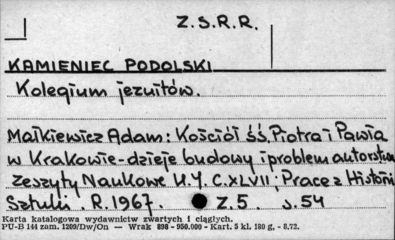 Z.S.R.R.
KAMIENIEC PODOLSKI
Kolegium jezuitów.
Małkiewicz Adam: Kościół śś. Piotra i Pawła
w Krakowie-dzieje budowy i problem autorstwa
Zeszyty Naukowe U.J. C.XLVII; Prace z Historii
Sztuki . R.1967. Z.5. s.54
Karta katalogowa wydawnictw zwartych i ciągłych.
PU-B 144 zam. 1209/Dw/On — Wrak 898 - 950.000 - Kart. 5 kl. 180 g, - 8.72.